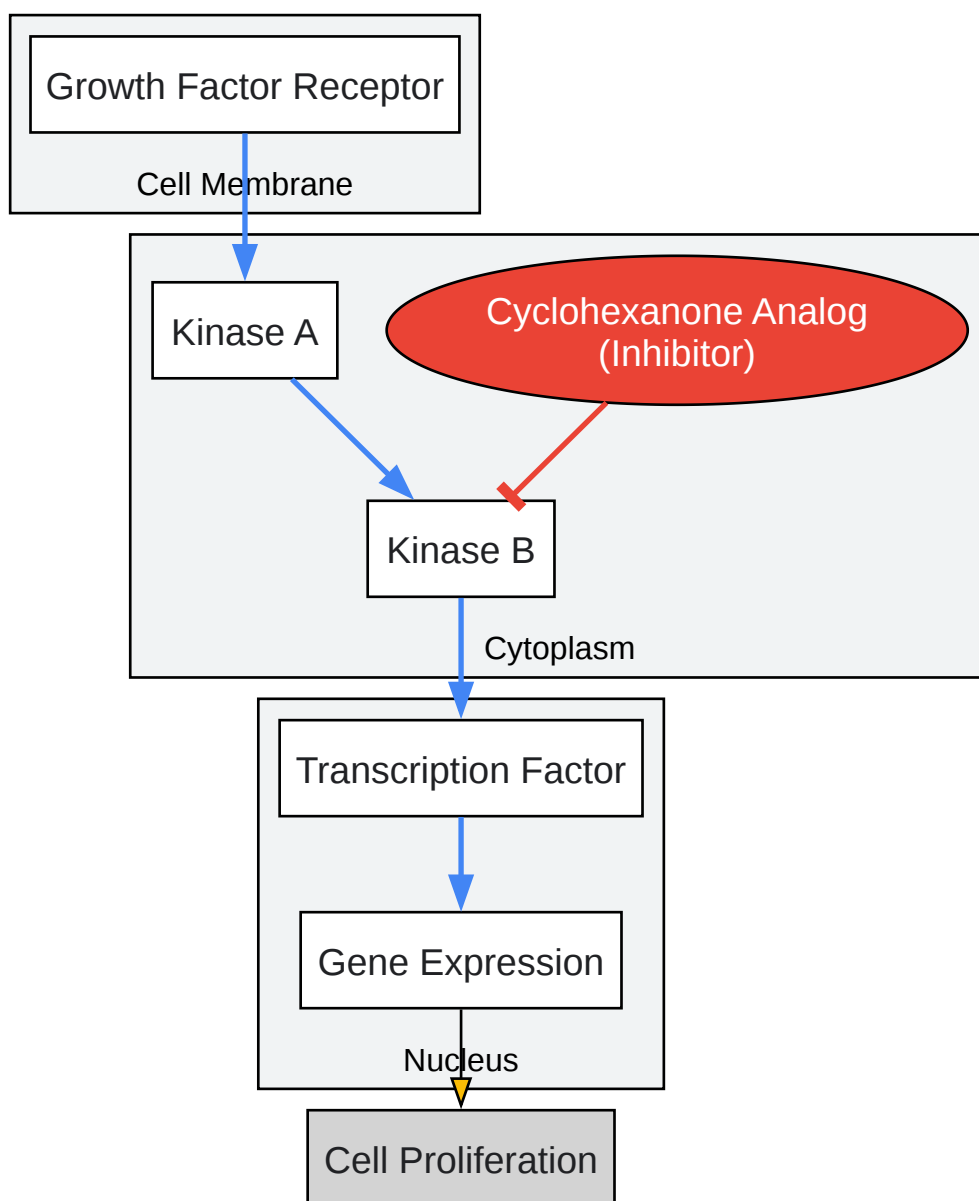 Growth Factor Receptor
Cell Membrane
Kinase A
Cyclohexanone Analog
(Inhibitor)
Kinase B
Cytoplasm
Transcription Factor
Gene Expression
Nucleus
Cell Proliferation